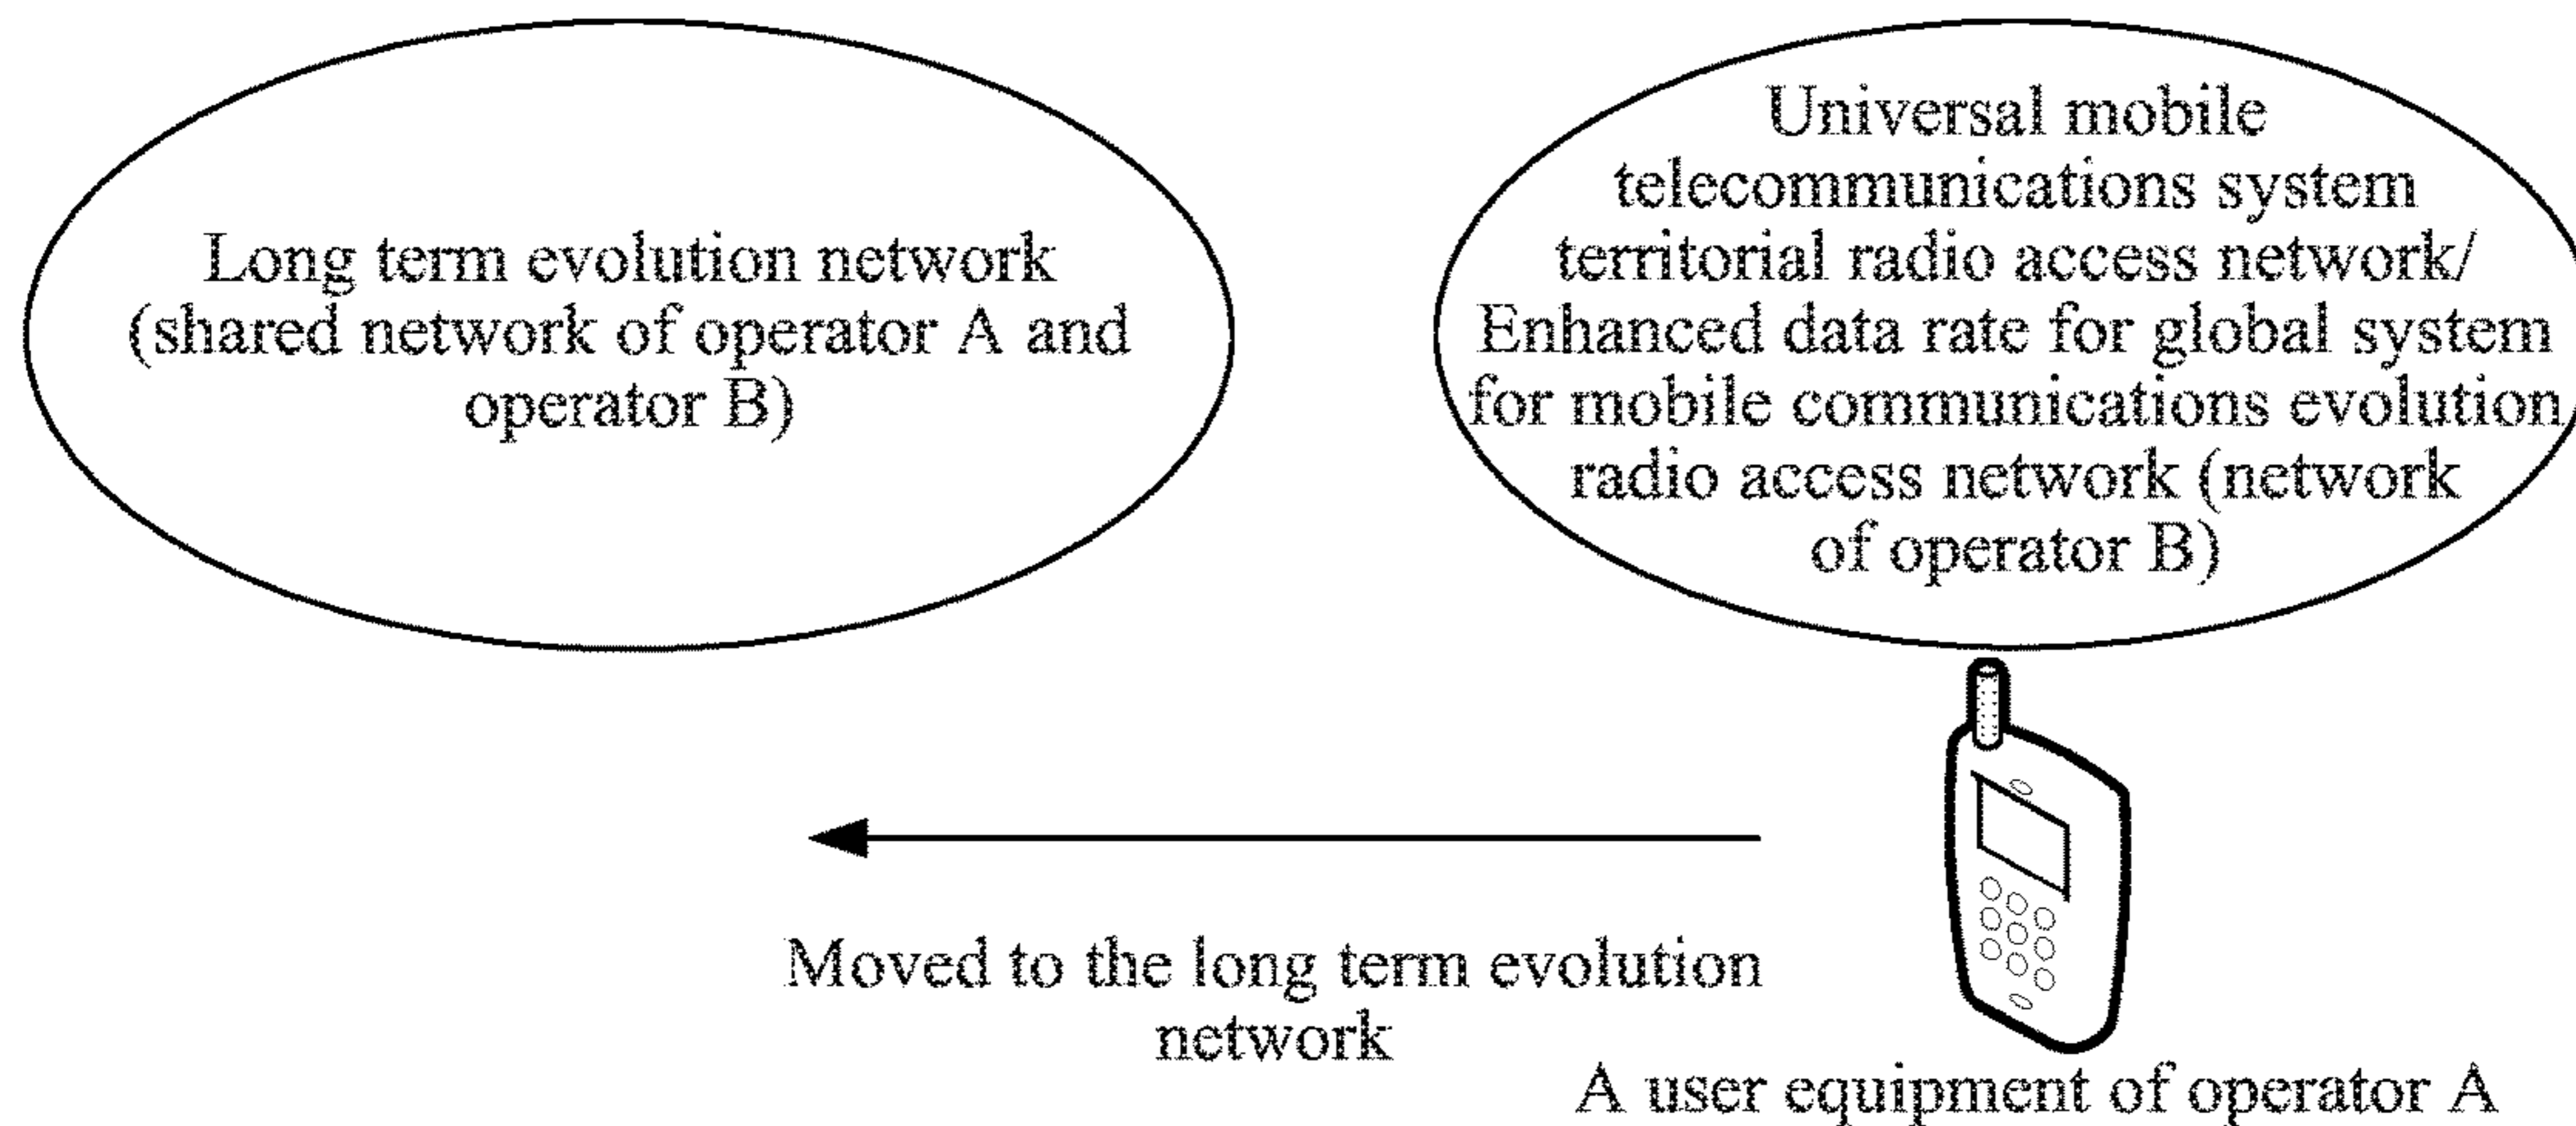 Long term evolution network
(shared network of operator A and
operator B)
Universal mobile
telecommunications system
territorial radio access network/
Enhanced data rate for global system
for mobile communications evolution
radio access network (network
of operator B)
Moved to the long term evolution
network
A user equipment of operator A